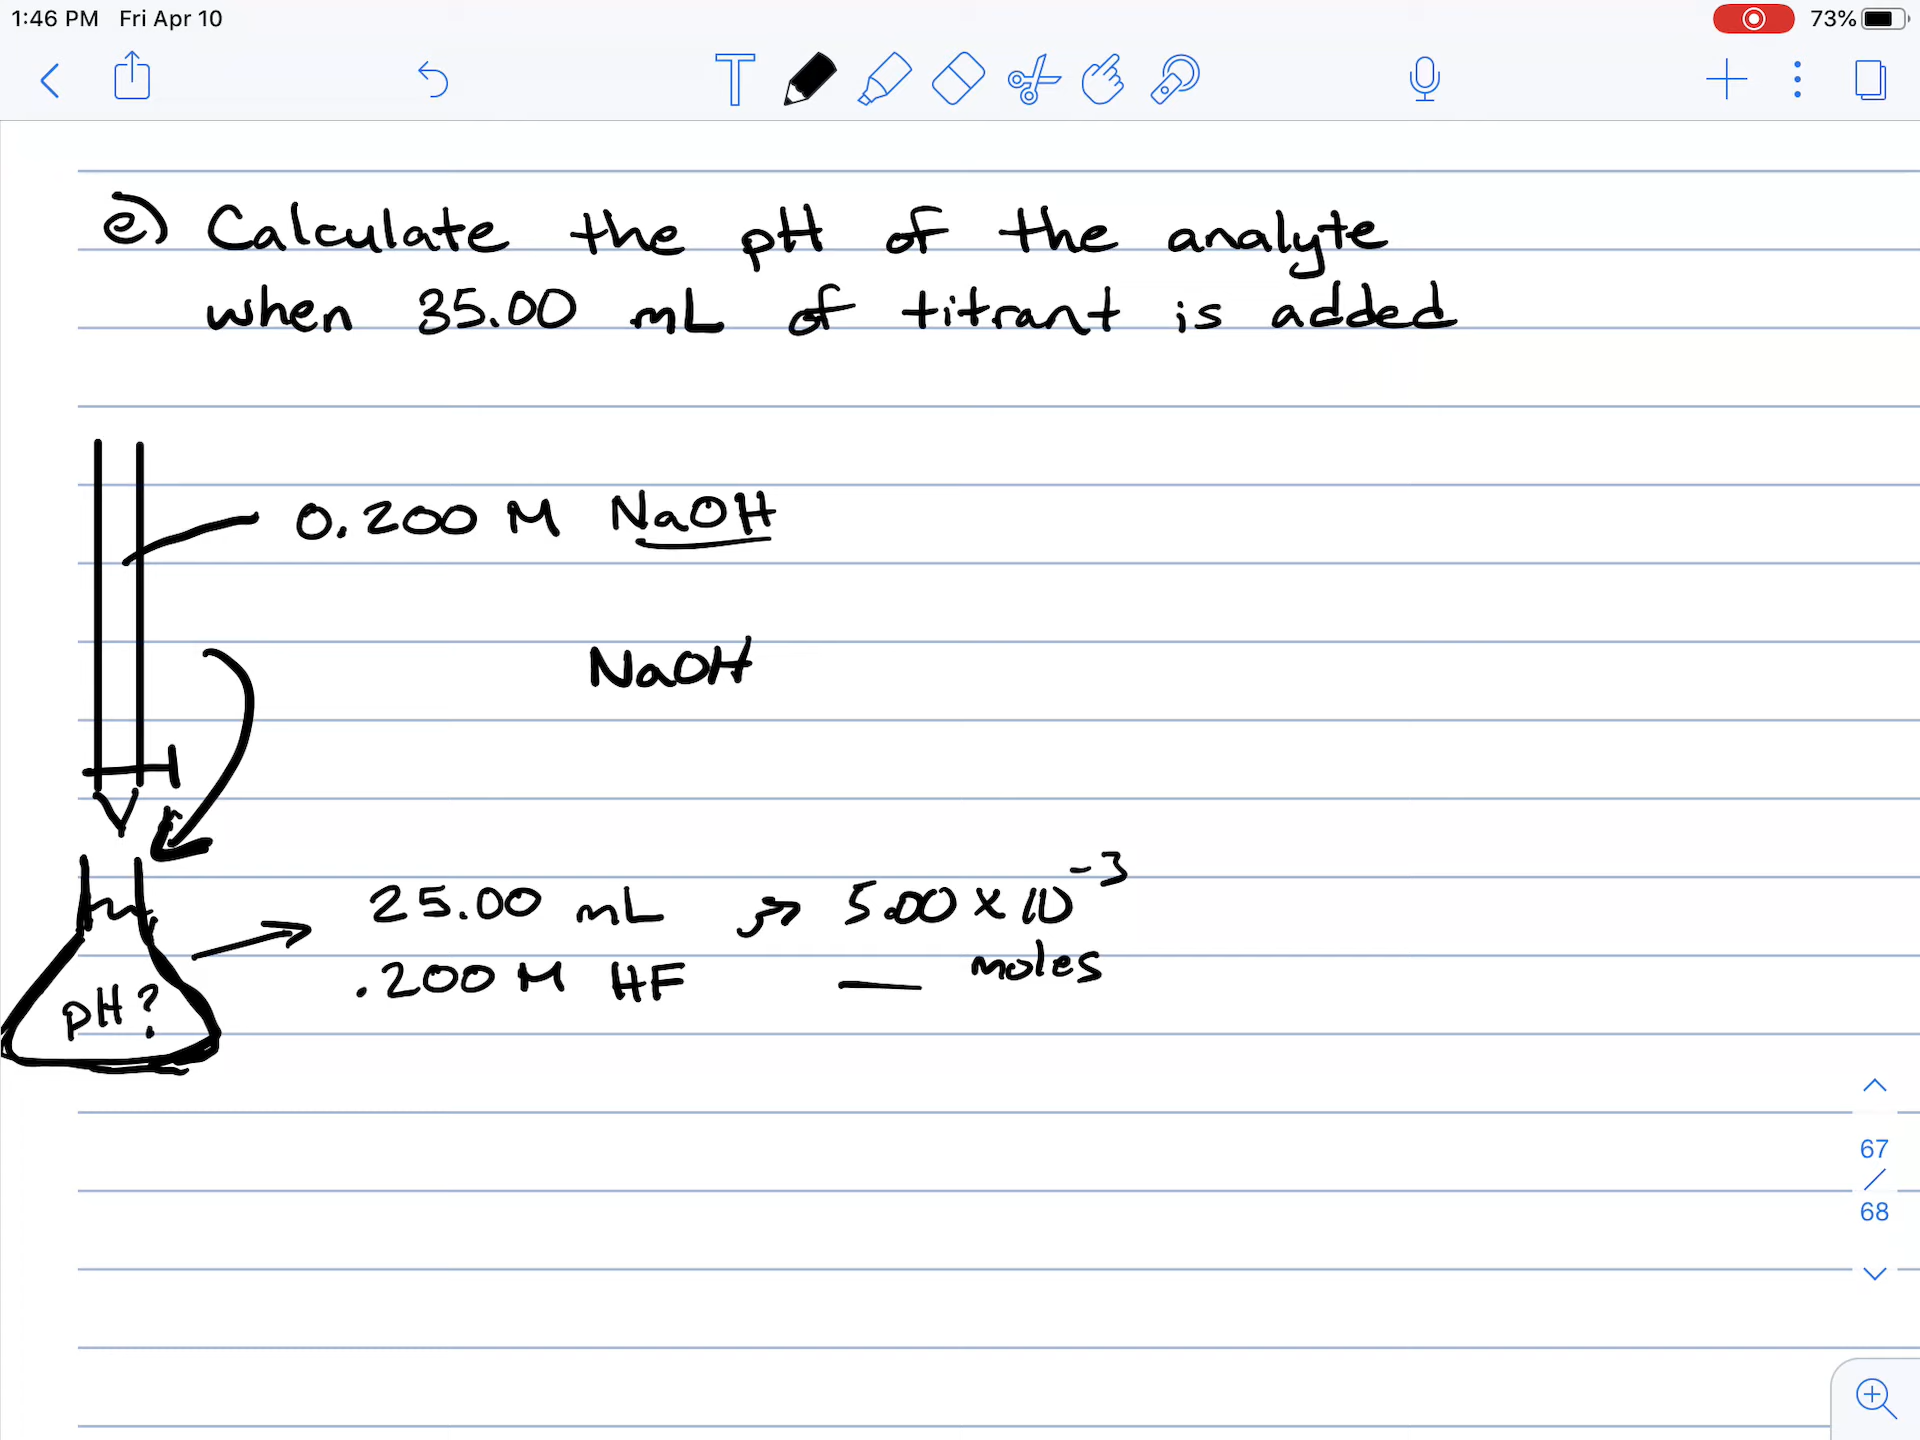 1:46 PM Fri Apr 10
73%
T
e) Calculate the pH of the analyte
when 35.00 mL of titrant is added
0.200 M NaOH
NaOH
25.00 mL → 5.00 x 10⁻³
moles
.200 M HF
pH?
67
/
68